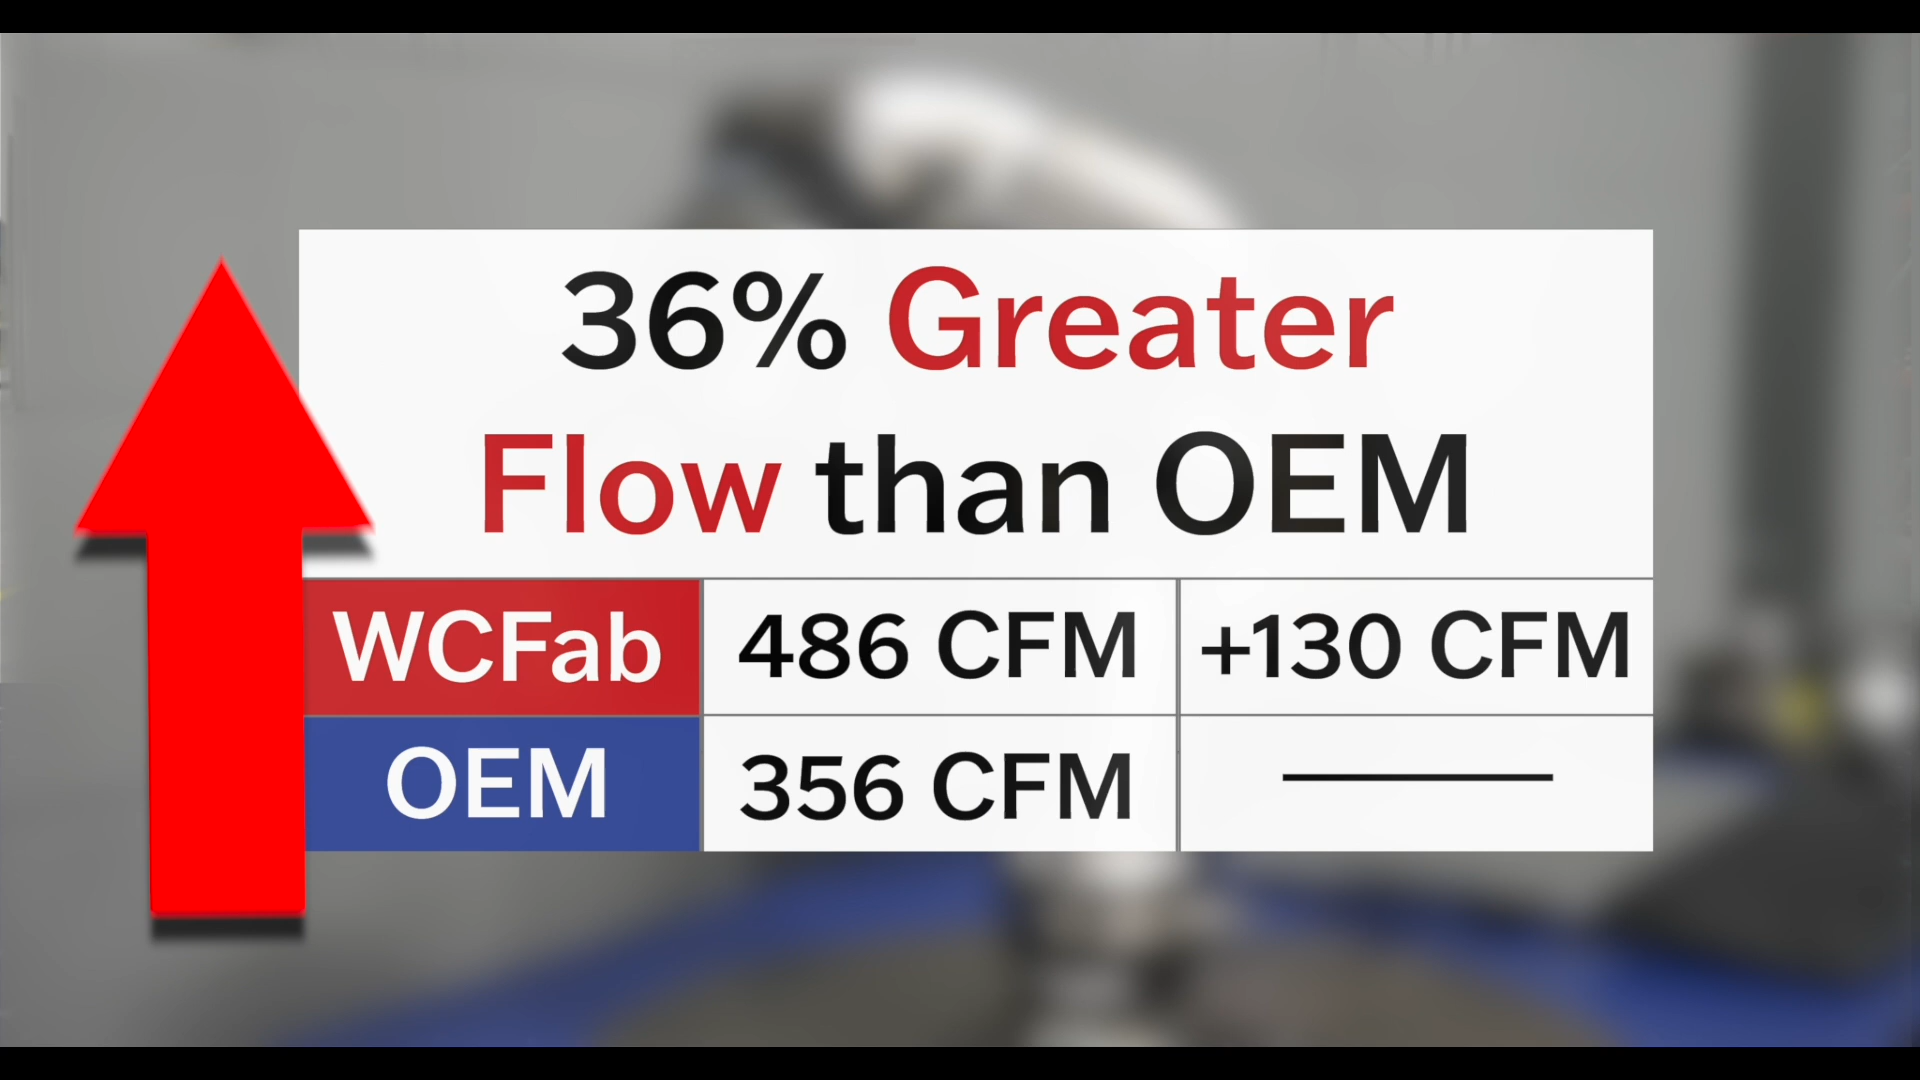 36% Greater
Flow than OEM
WCFab 486 CFM +130 CFM
OEM 356 CFM